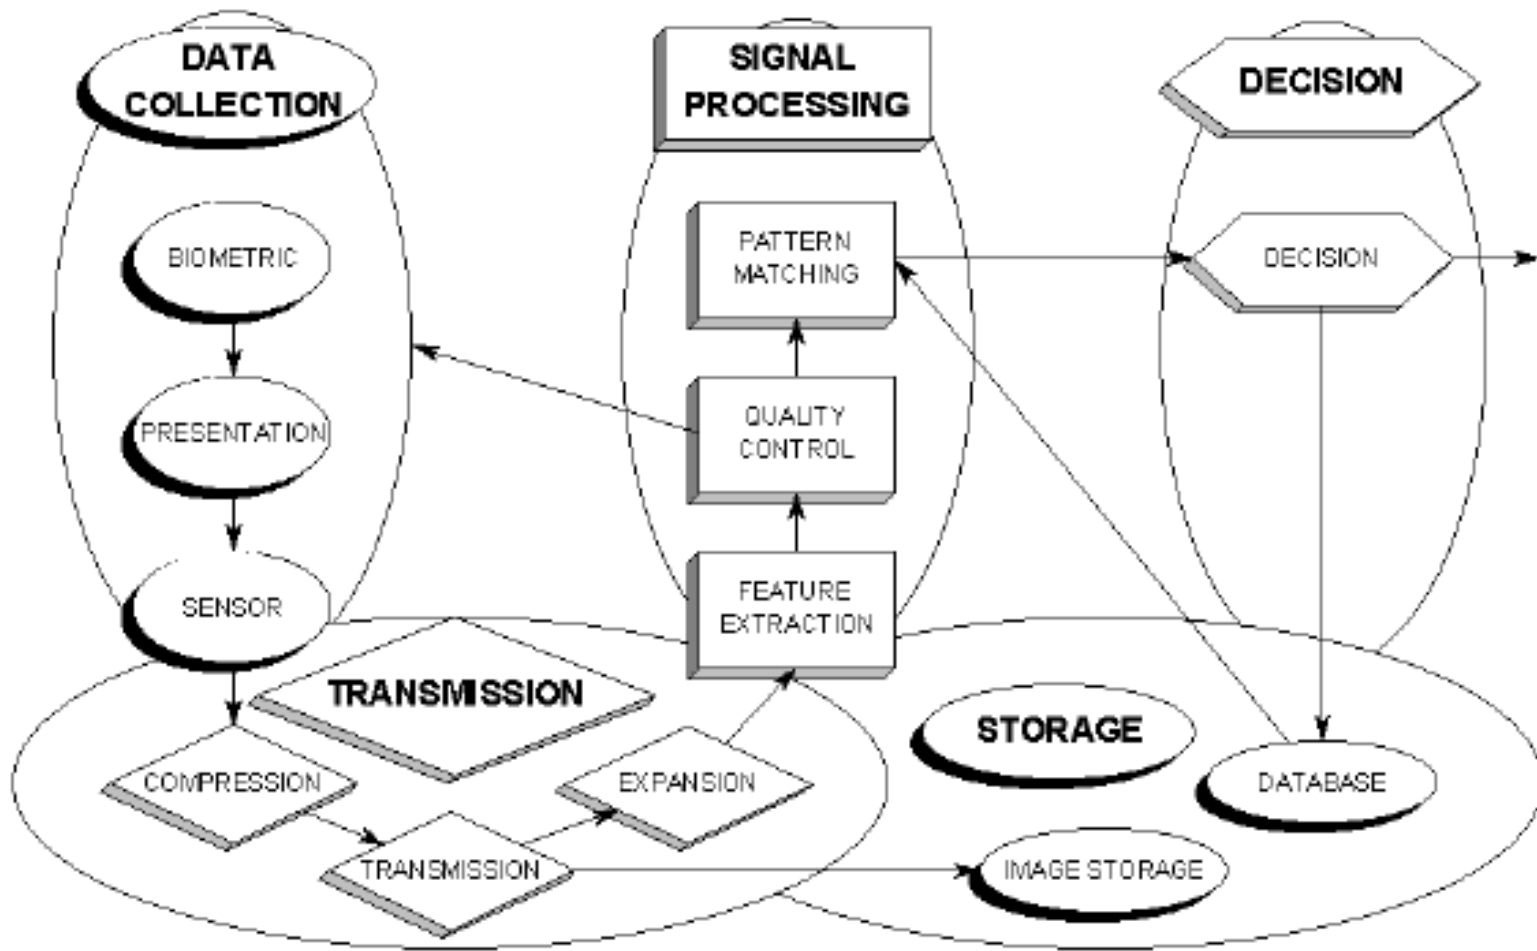 DATA
COLLECTION
BIOMETRIC
PRESENTATION
SENSOR
SIGNAL
PROCESSING
PATTERN
MATCHING
QUALITY
CONTROL
FEATURE
EXTRACTION
DECISION
DECISION
TRANSMISSION
COMPRESSION
EXPANSION
TRANSMISSION
STORAGE
DATABASE
IMAGE STORAGE